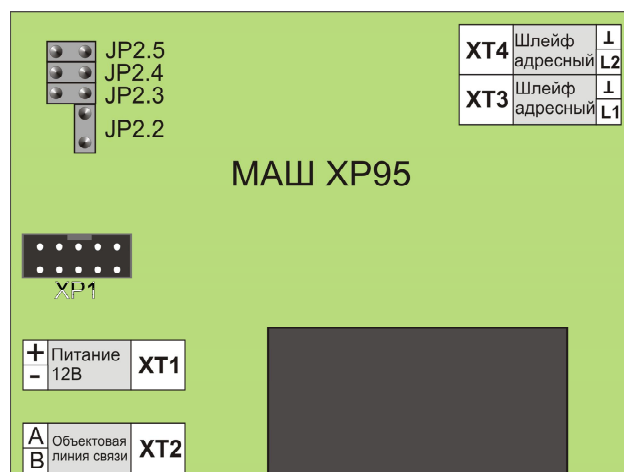 JP2.5
JP2.4
JP2.3
JP2.2
XT4 Шлейф адресный ⊥ L2
XT3 Шлейф адресный ⊥ L1
МАШ XP95
XP1
+ - Питание 12В XT1
A B Объектовая линия связи XT2